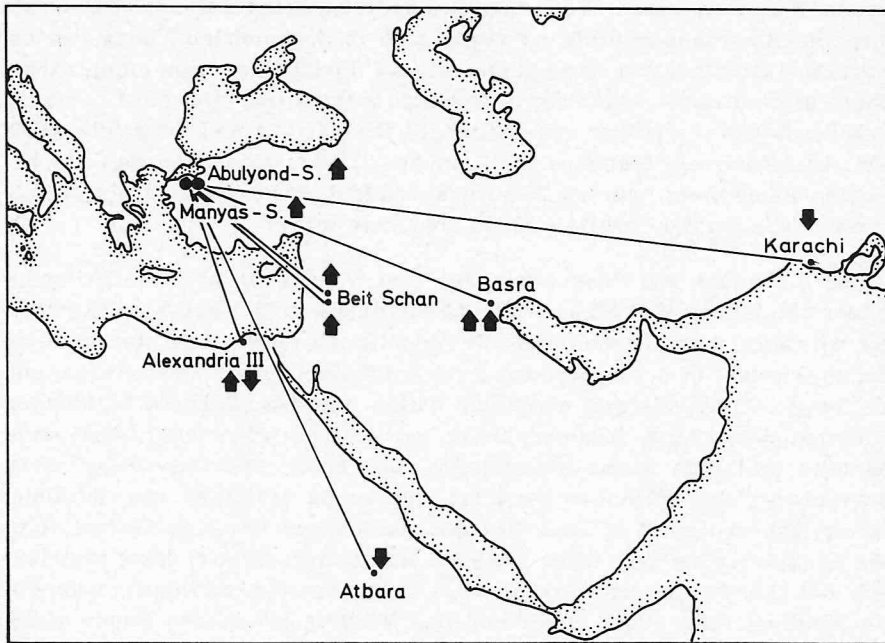 Abulyond-S.
Manyas-S.
Karachi
Beit Schan
Basra
Alexandria III
Atbara